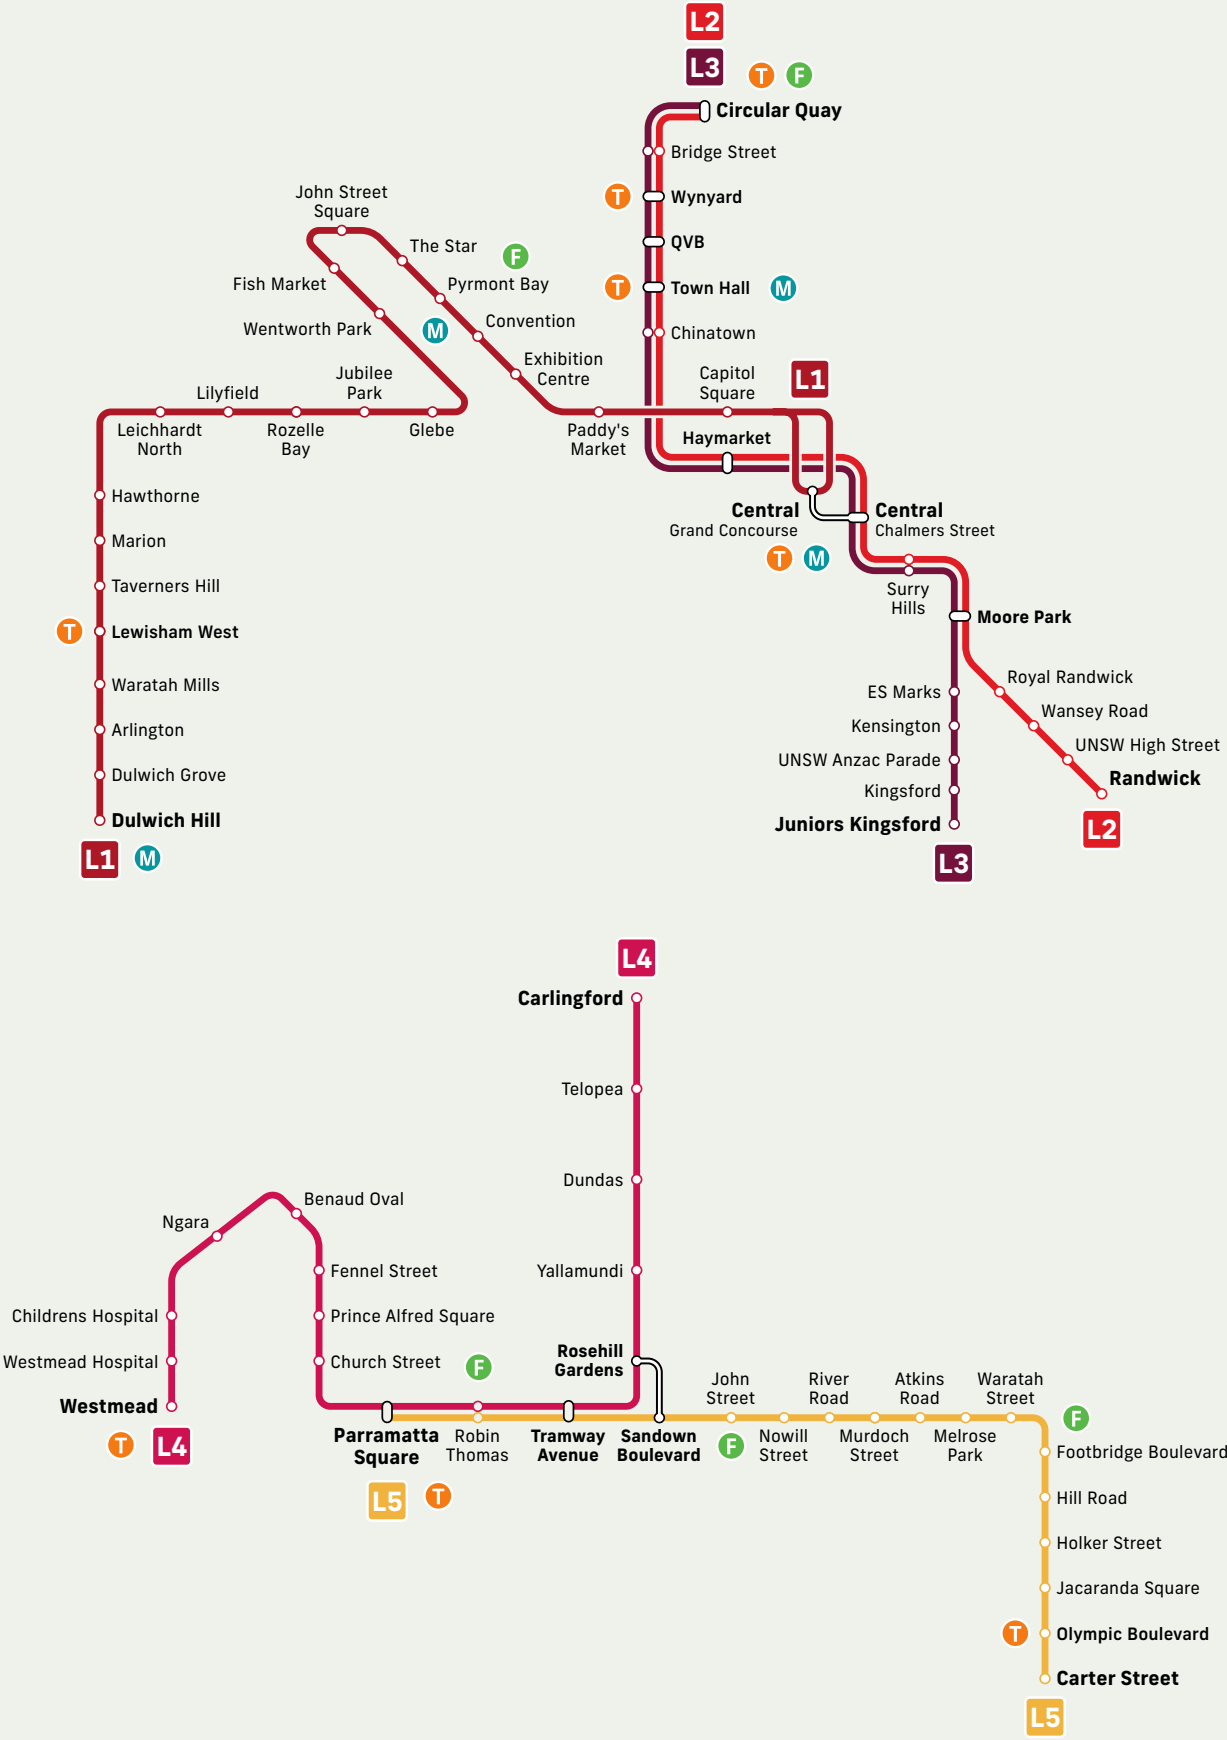 L2
L3
T
F
Circular Quay
Bridge Street
T
Wynyard
QVB
T
Town Hall
M
Chinatown
John Street
Square
The Star
F
Fish Market
Pyrmont Bay
Wentworth Park
M
Convention
Exhibition
Centre
Capitol
Square
L1
Jubilee
Park
Lilyfield
Leichhardt
North
Rozelle
Bay
Glebe
Paddy's
Market
Haymarket
Central
Grand Concourse
T
M
Central
Chalmers Street
Surry
Hills
Moore Park
Hawthorne
Marion
Taverners Hill
T
Lewisham West
Waratah Mills
Arlington
Dulwich Grove
Dulwich Hill
L1
M
ES Marks
Kensington
UNSW Anzac Parade
Kingsford
Juniors Kingsford
L3
Royal Randwick
Wansey Road
UNSW High Street
Randwick
L2
L4
Carlingford
Telopea
Dundas
Yallamundi
Rosehill
Gardens
Benaud Oval
Ngara
Fennel Street
Childrens Hospital
Prince Alfred Square
Westmead Hospital
Church Street
F
Westmead
T
L4
Parramatta
Square
L5
T
Robin
Thomas
Tramway
Avenue
Sandown
Boulevard
John
Street
F
Nowill
Street
River
Road
Murdoch
Street
Atkins
Road
Melrose
Park
Waratah
Street
F
Footbridge Boulevard
Hill Road
Holker Street
Jacaranda Square
T
Olympic Boulevard
Carter Street
L5